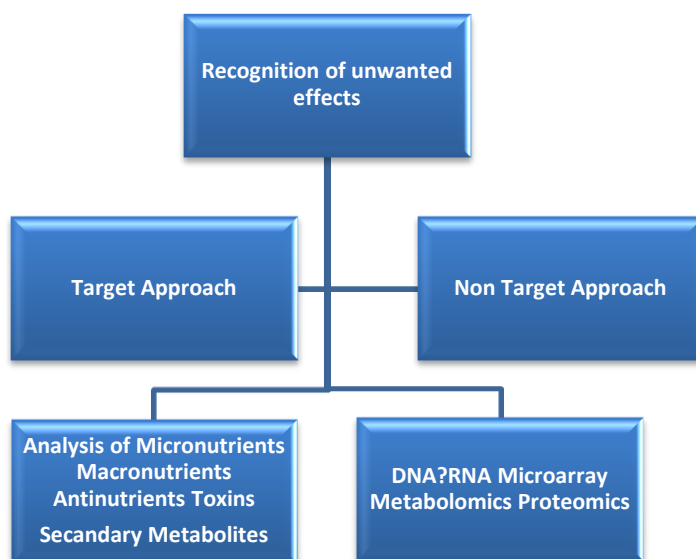 Recognition of unwanted
effects
Target Approach
Non Target Approach
Analysis of Micronutrients
Macronutrients
Antinutrients Toxins
Secandary Metabolites
DNA?RNA Microarray
Metabolomics Proteomics